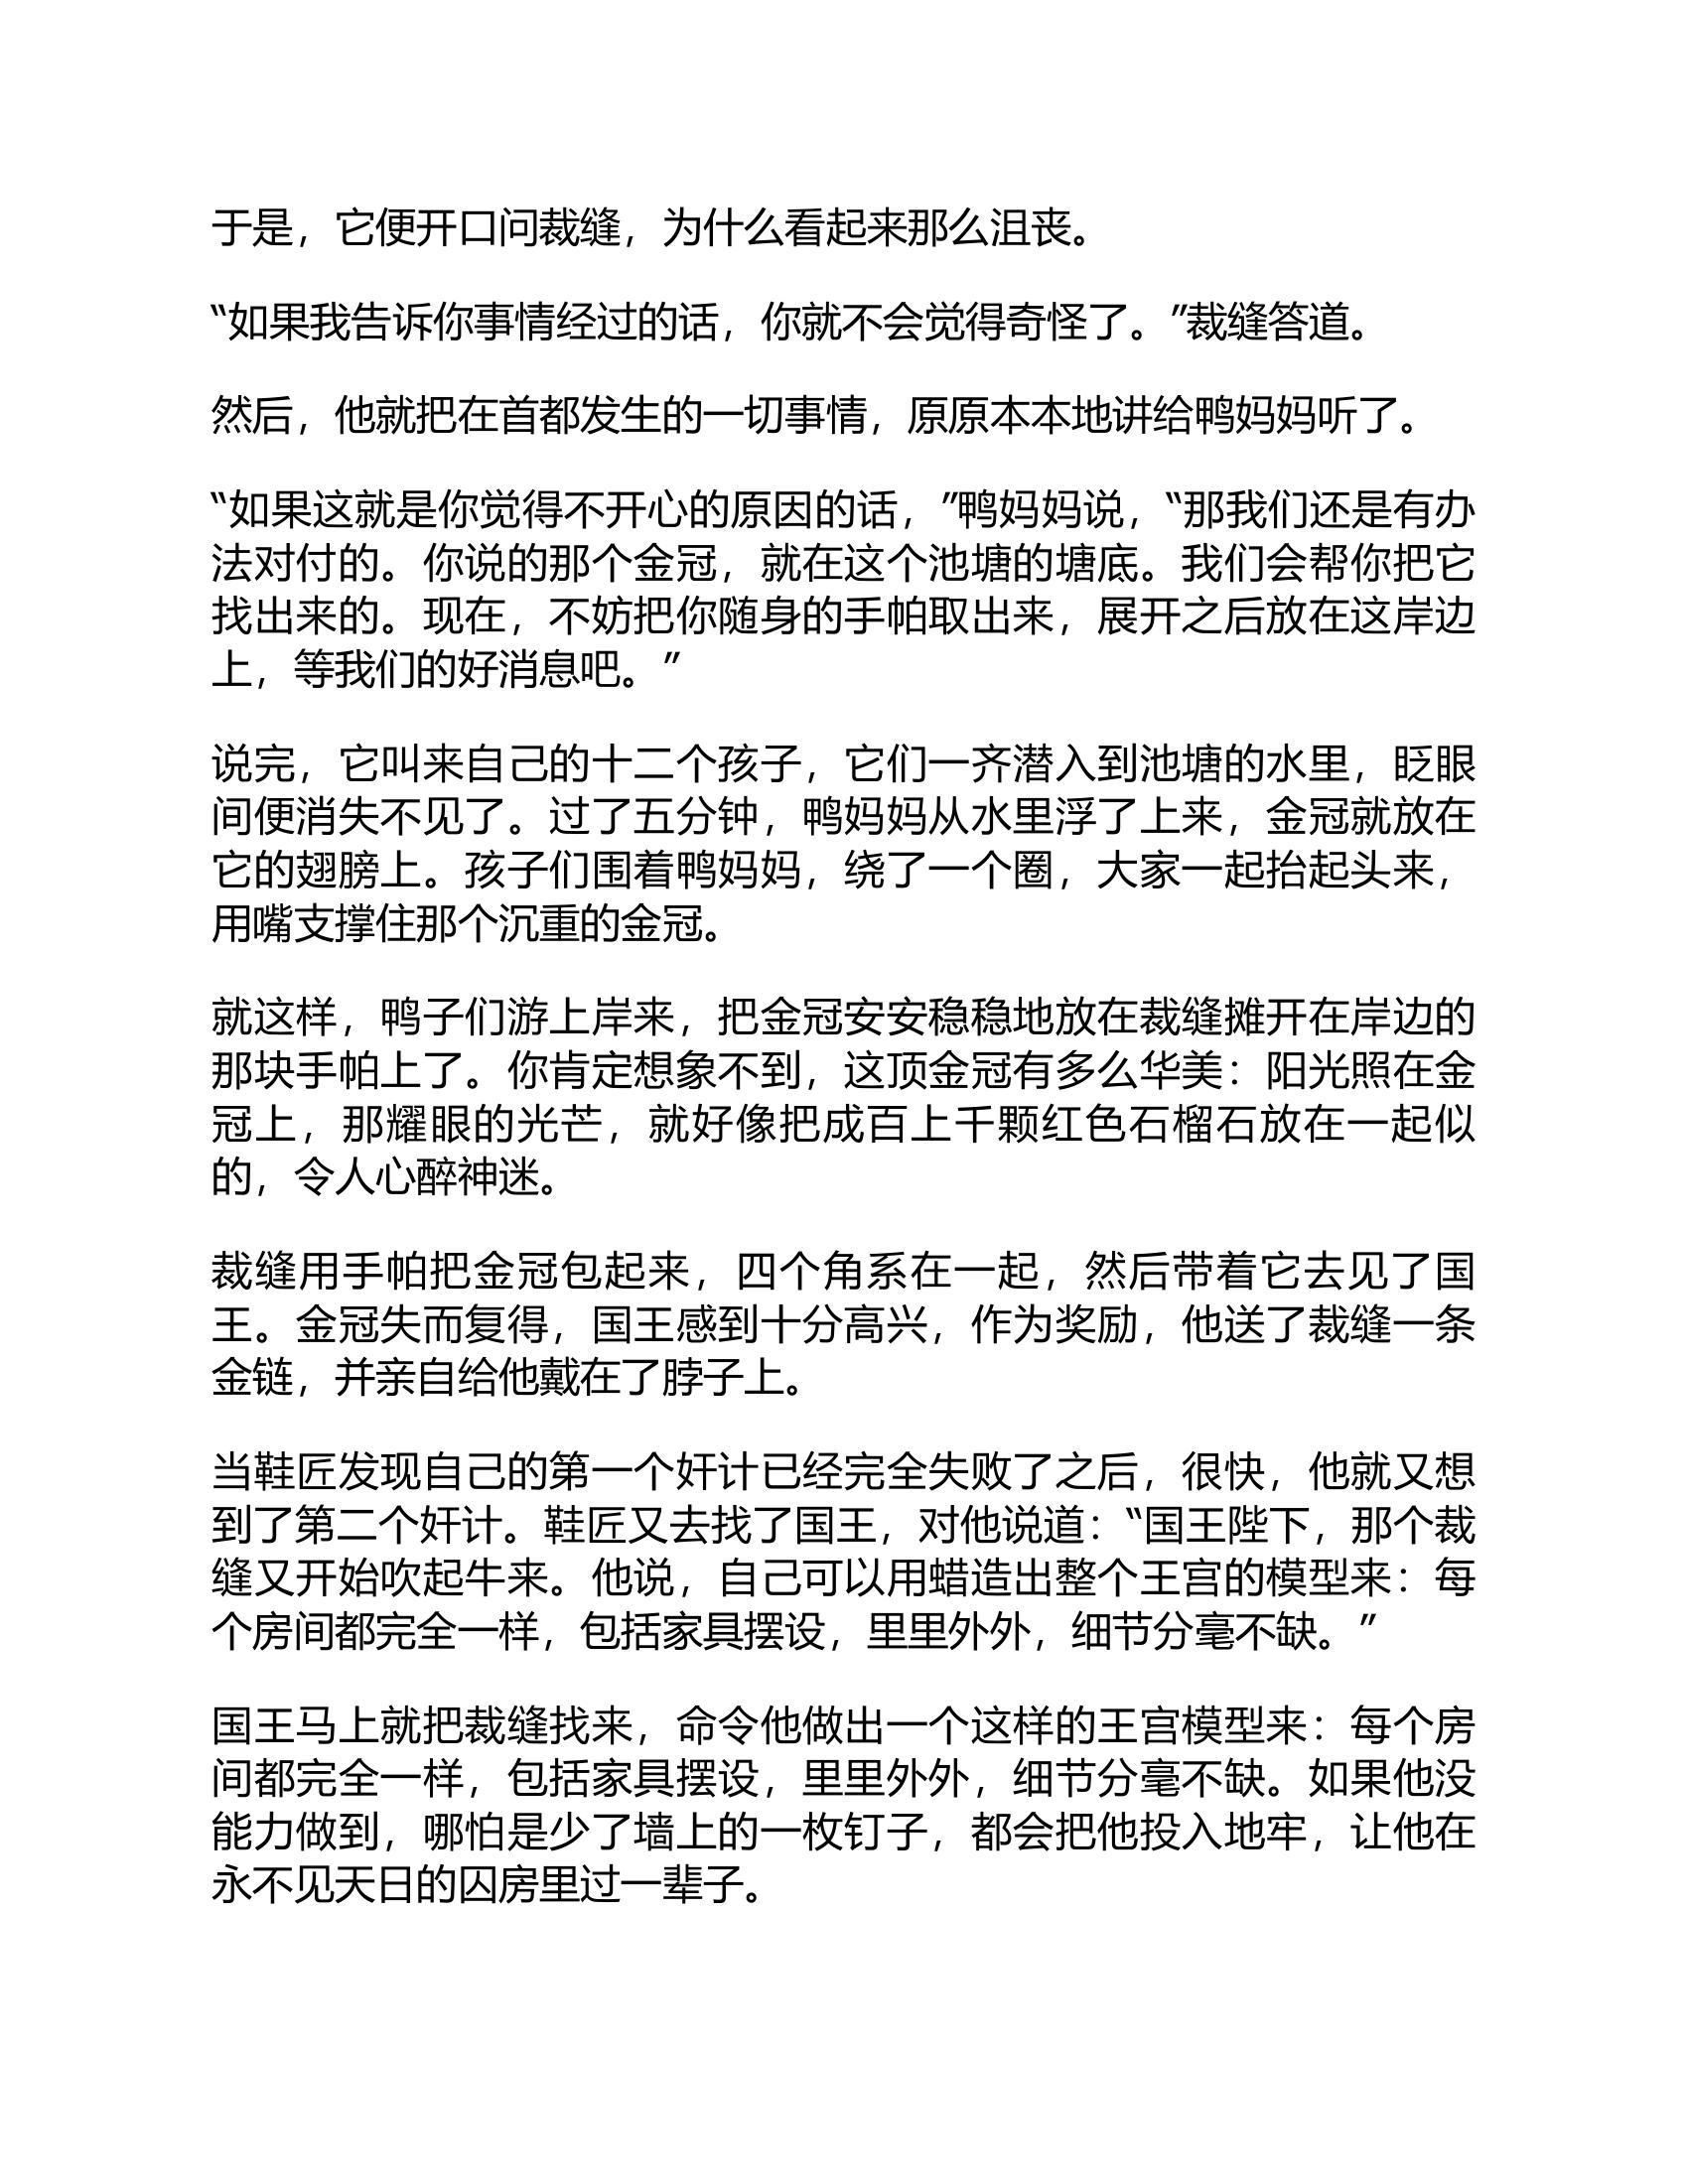 于是，它便开口问裁缝，为什么看起来那么沮丧。
“如果我告诉你事情经过的话，你就不会觉得奇怪了。”裁缝答道。
然后，他就把在首都发生的一切事情，原原本本地讲给鸭妈妈听了。
“如果这就是你觉得不开心的原因的话，”鸭妈妈说，“那我们还是有办
法对付的。你说的那个金冠，就在这个池塘的塘底。我们会帮你把它
找出来的。现在，不妨把你随身的手帕取出来，展开之后放在这岸边
上，等我们的好消息吧。”
说完，它叫来自己的十二个孩子，它们一齐潜入到池塘的水里，眨眼
间便消失不见了。过了五分钟，鸭妈妈从水里浮了上来，金冠就放在
它的翅膀上。孩子们围着鸭妈妈，绕了一个圈，大家一起抬起头来，
用嘴支撑住那个沉重的金冠。
就这样，鸭子们游上岸来，把金冠安安稳稳地放在裁缝摊开在岸边的
那块手帕上了。你肯定想象不到，这顶金冠有多么华美：阳光照在金
冠上，那耀眼的光芒，就好像把成百上千颗红色石榴石放在一起似
的，令人心醉神迷。
裁缝用手帕把金冠包起来，四个角系在一起，然后带着它去见了国
王。金冠失而复得，国王感到十分高兴，作为奖励，他送了裁缝一条
金链，并亲自给他戴在了脖子上。
当鞋匠发现自己的第一个奸计已经完全失败了之后，很快，他就又想
到了第二个奸计。鞋匠又去找了国王，对他说道：“国王陛下，那个裁
缝又开始吹起牛来。他说，自己可以用蜡造出整个王宫的模型来：每
个房间都完全一样，包括家具摆设，里里外外，细节分毫不缺。”
国王马上就把裁缝找来，命令他做出一个这样的王宫模型来：每个房
间都完全一样，包括家具摆设，里里外外，细节分毫不缺。如果他没
能力做到，哪怕是少了墙上的一枚钉子，都会把他投入地牢，让他在
永不见天日的囚房里过一辈子。